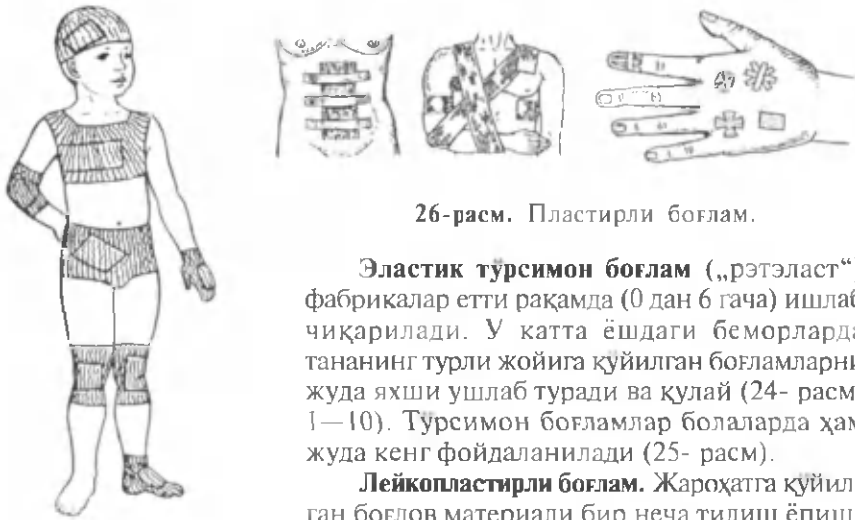 26-расм. Пластирли боғлам.
Эластик тўрсимон боғлам („рэтэласт“
фабрикалар етти рақамда (0 дан 6 гача) ишлаб
чиқарилади. У катта ёшдаги беморларда
тананинг турли жойига қўйилган боғламларни
жуда яхши ушлаб туради ва қулай (24- расм
1—10). Тўрсимон боғламлар болаларда ҳам
жуда кенг фойдаланилади (25- расм).
Лейкопластирли боғлам. Жароҳатга қўйил-
ган боғлов материали бир неча тилиш ёпиш-